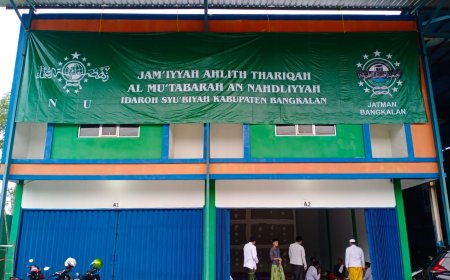 JAM'IYYAH AHLITH THARIQAH
AL MU'TABARAH AN NAHDLIYYAH
IDAROH SYU'BIYAH KABUPATEN BANGKALAN
N U
JATMAN
BANGKALAN
A1
A2